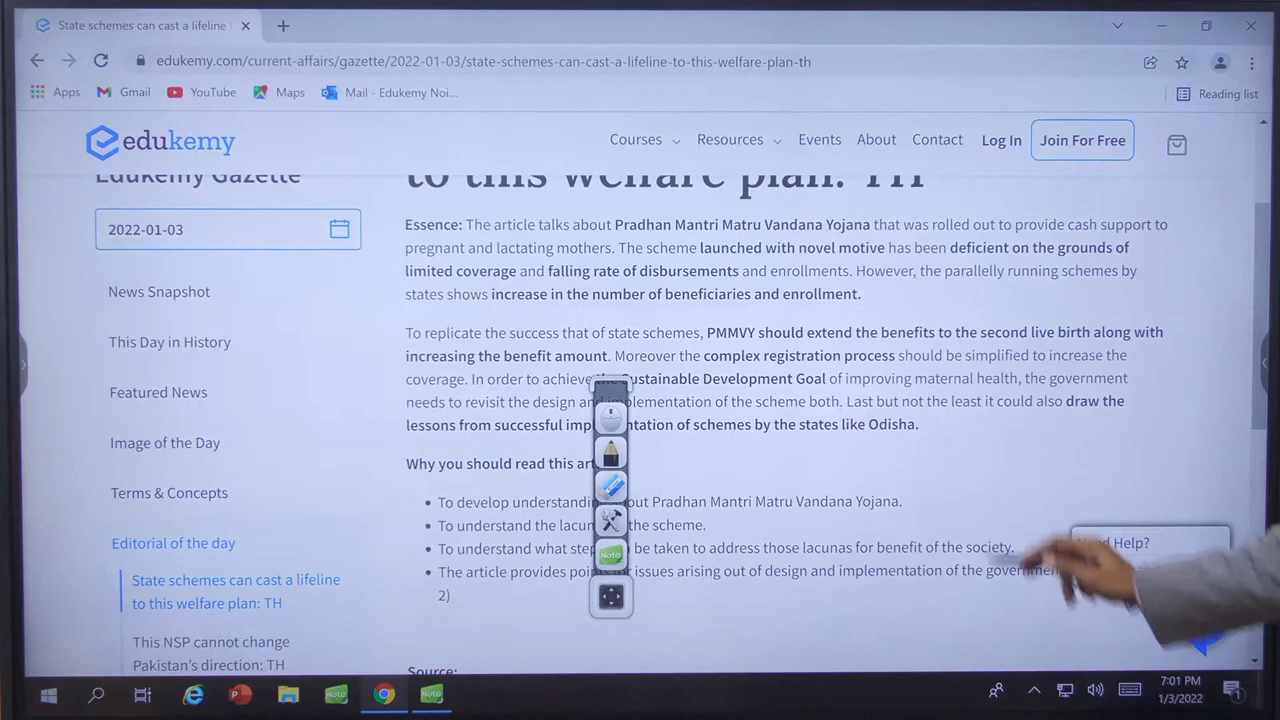 State schemes can cast a lifeline
edukemy.com/current-affairs/gazette/2022-01-03/state-schemes-can-cast-a-lifeline-to-this-welfare-plan-th
Apps Gmail YouTube Maps Mail - Edukemy Noi... Reading list
edukemy Courses Resources Events About Contact Log In Join For Free
Edukemy Gazette
2022-01-03
News Snapshot
This Day in History
Featured News
Image of the Day
Terms & Concepts
Editorial of the day
State schemes can cast a lifeline
to this welfare plan: TH
This NSP cannot change
Pakistan's direction: TH
to this welfare plan: TH
Essence: The article talks about Pradhan Mantri Matru Vandana Yojana that was rolled out to provide cash support to
pregnant and lactating mothers. The scheme launched with novel motive has been deficient on the grounds of
limited coverage and falling rate of disbursements and enrollments. However, the parallelly running schemes by
states shows increase in the number of beneficiaries and enrollment.
To replicate the success that of state schemes, PMMVY should extend the benefits to the second live birth along with
increasing the benefit amount. Moreover the complex registration process should be simplified to increase the
coverage. In order to achieve the Sustainable Development Goal of improving maternal health, the government
needs to revisit the design and implementation of the scheme both. Last but not the least it could also draw the
lessons from successful implementation of schemes by the states like Odisha.
Why you should read this
To develop understanding about Pradhan Mantri Matru Vandana Yojana.
To understand the the scheme.
To understand what be taken to address those lacunas for benefit of the society.
The article provides issues arising out of design and implementation of the
2)
Source:
Need Help?
Note
Note
Note
7:01 PM
1/3/2022
1